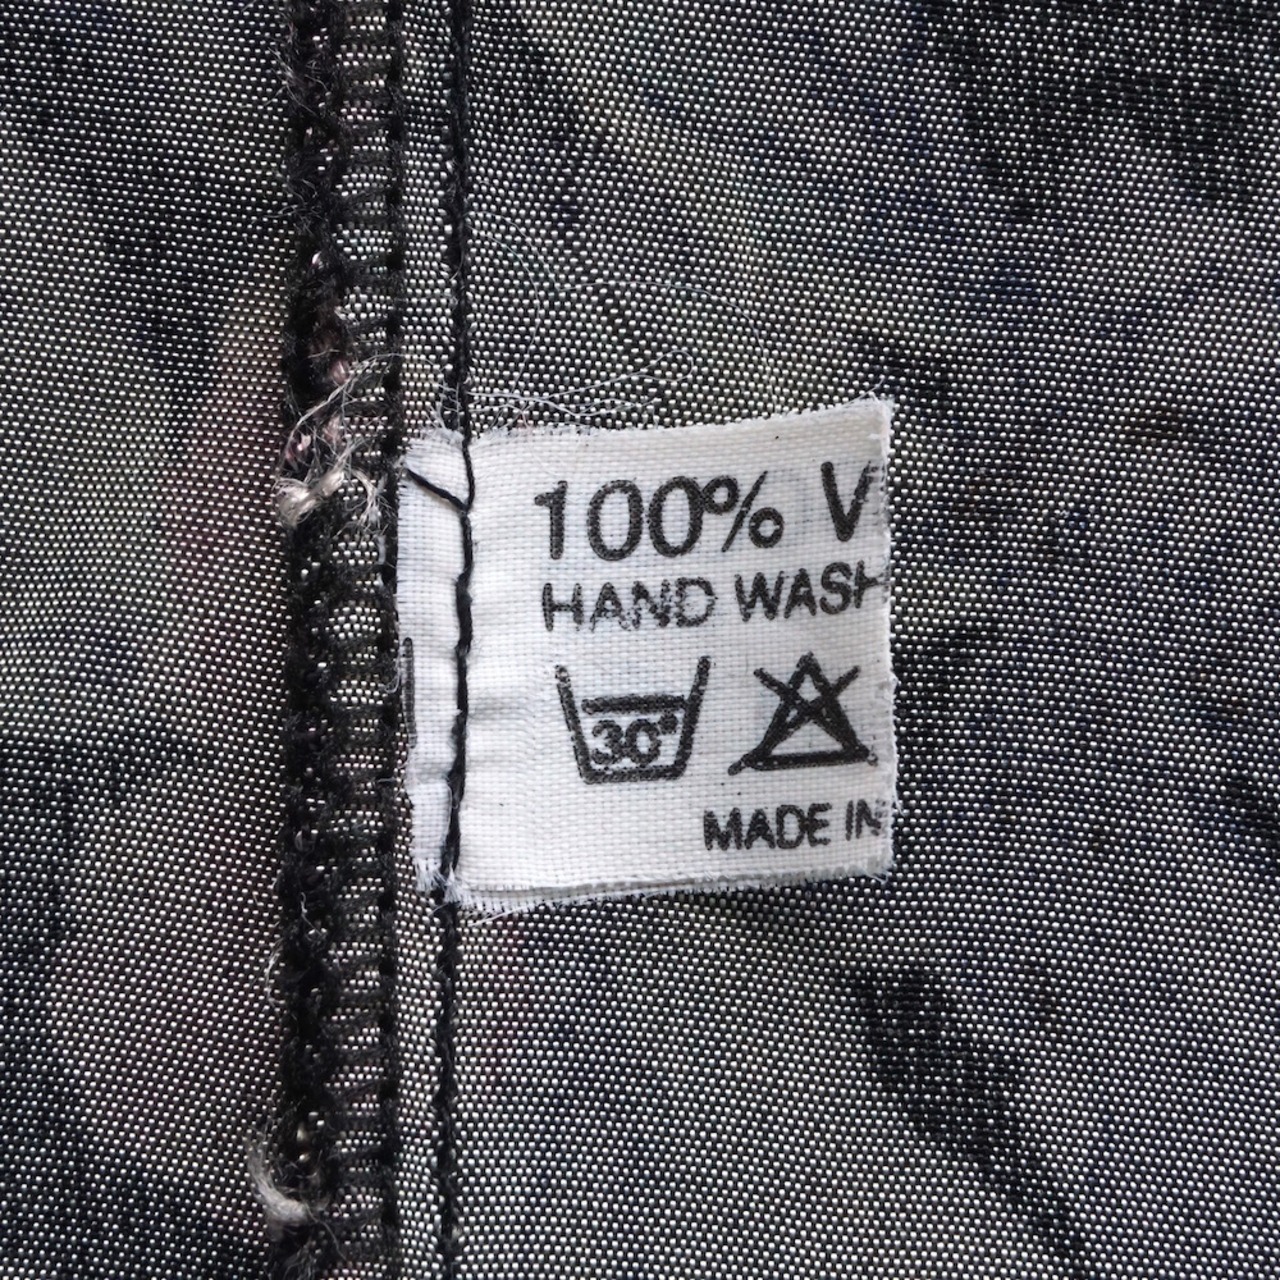 100% V
HAND WASH
30°
MADE IN